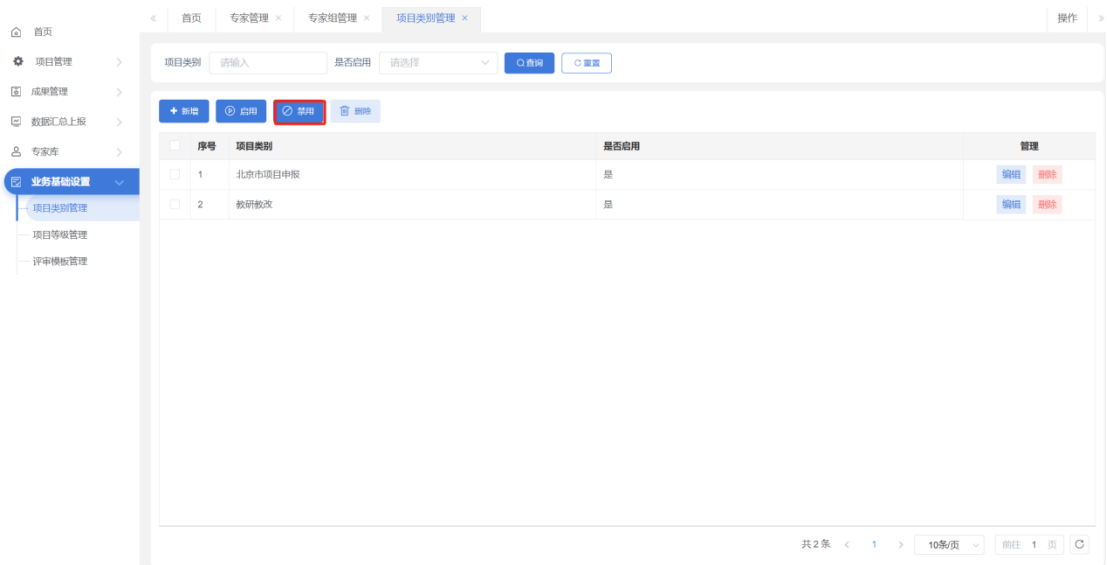 首页 专家管理 × 专家组管理 × 项目类别管理 × 操作
首页
项目管理
成果管理
数据汇总上报
专家库
业务基础设置
项目类别管理
项目等级管理
评审模板管理
项目类别 请输入 是否启用 请选择 查询 重置
新增 启用 禁用 删除
序号 项目类别 是否启用 管理
1 北京市项目申报 是 编辑 删除
2 教研教改 是 编辑 删除
共 2 条 1 10条/页 前往 1 页